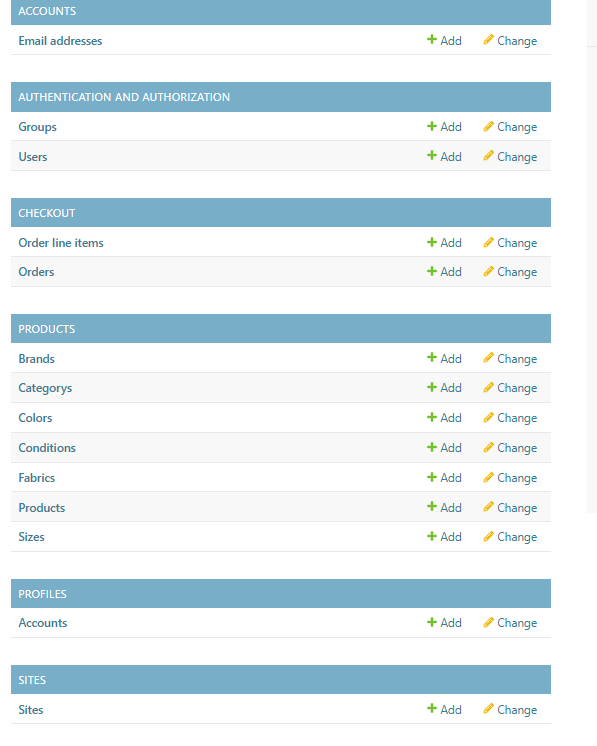 ACCOUNTS
Email addresses Add Change
AUTHENTICATION AND AUTHORIZATION
Groups Add Change
Users Add Change
CHECKOUT
Order line items Add Change
Orders Add Change
PRODUCTS
Brands Add Change
Categorys Add Change
Colors Add Change
Conditions Add Change
Fabrics Add Change
Products Add Change
Sizes Add Change
PROFILES
Accounts Add Change
SITES
Sites Add Change